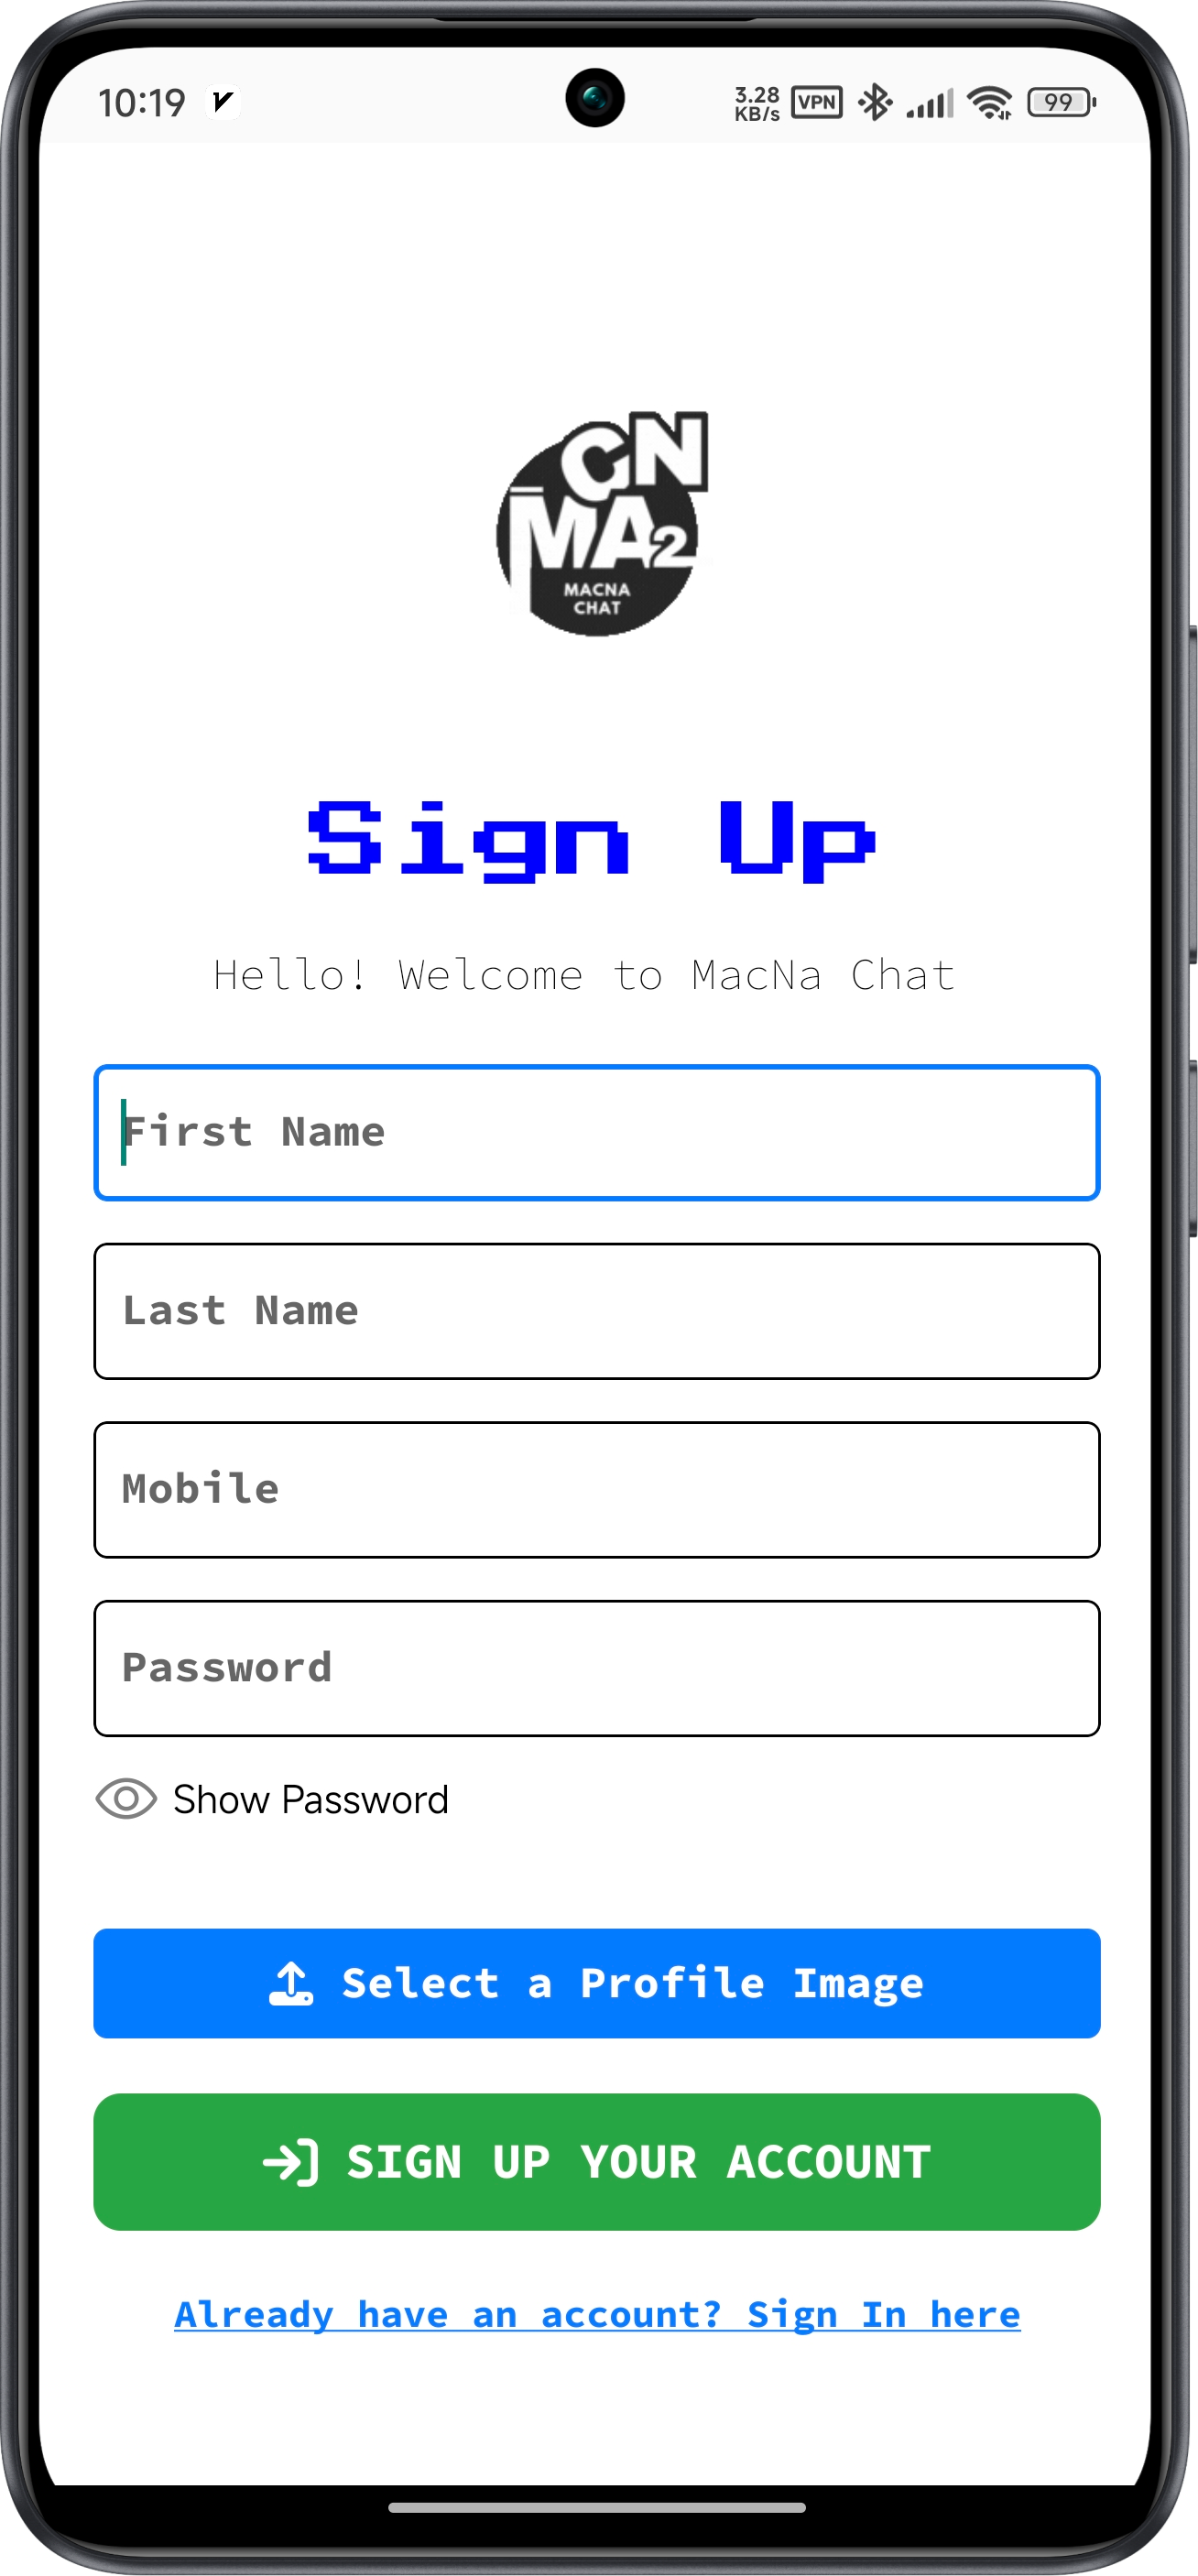 10:19
3.28
KB/s
VPN
99
CN
MA2
MACNA
CHAT
Sign Up
Hello! Welcome to MacNa Chat
First Name
Last Name
Mobile
Password
Show Password
Select a Profile Image
SIGN UP YOUR ACCOUNT
Already have an account? Sign In here